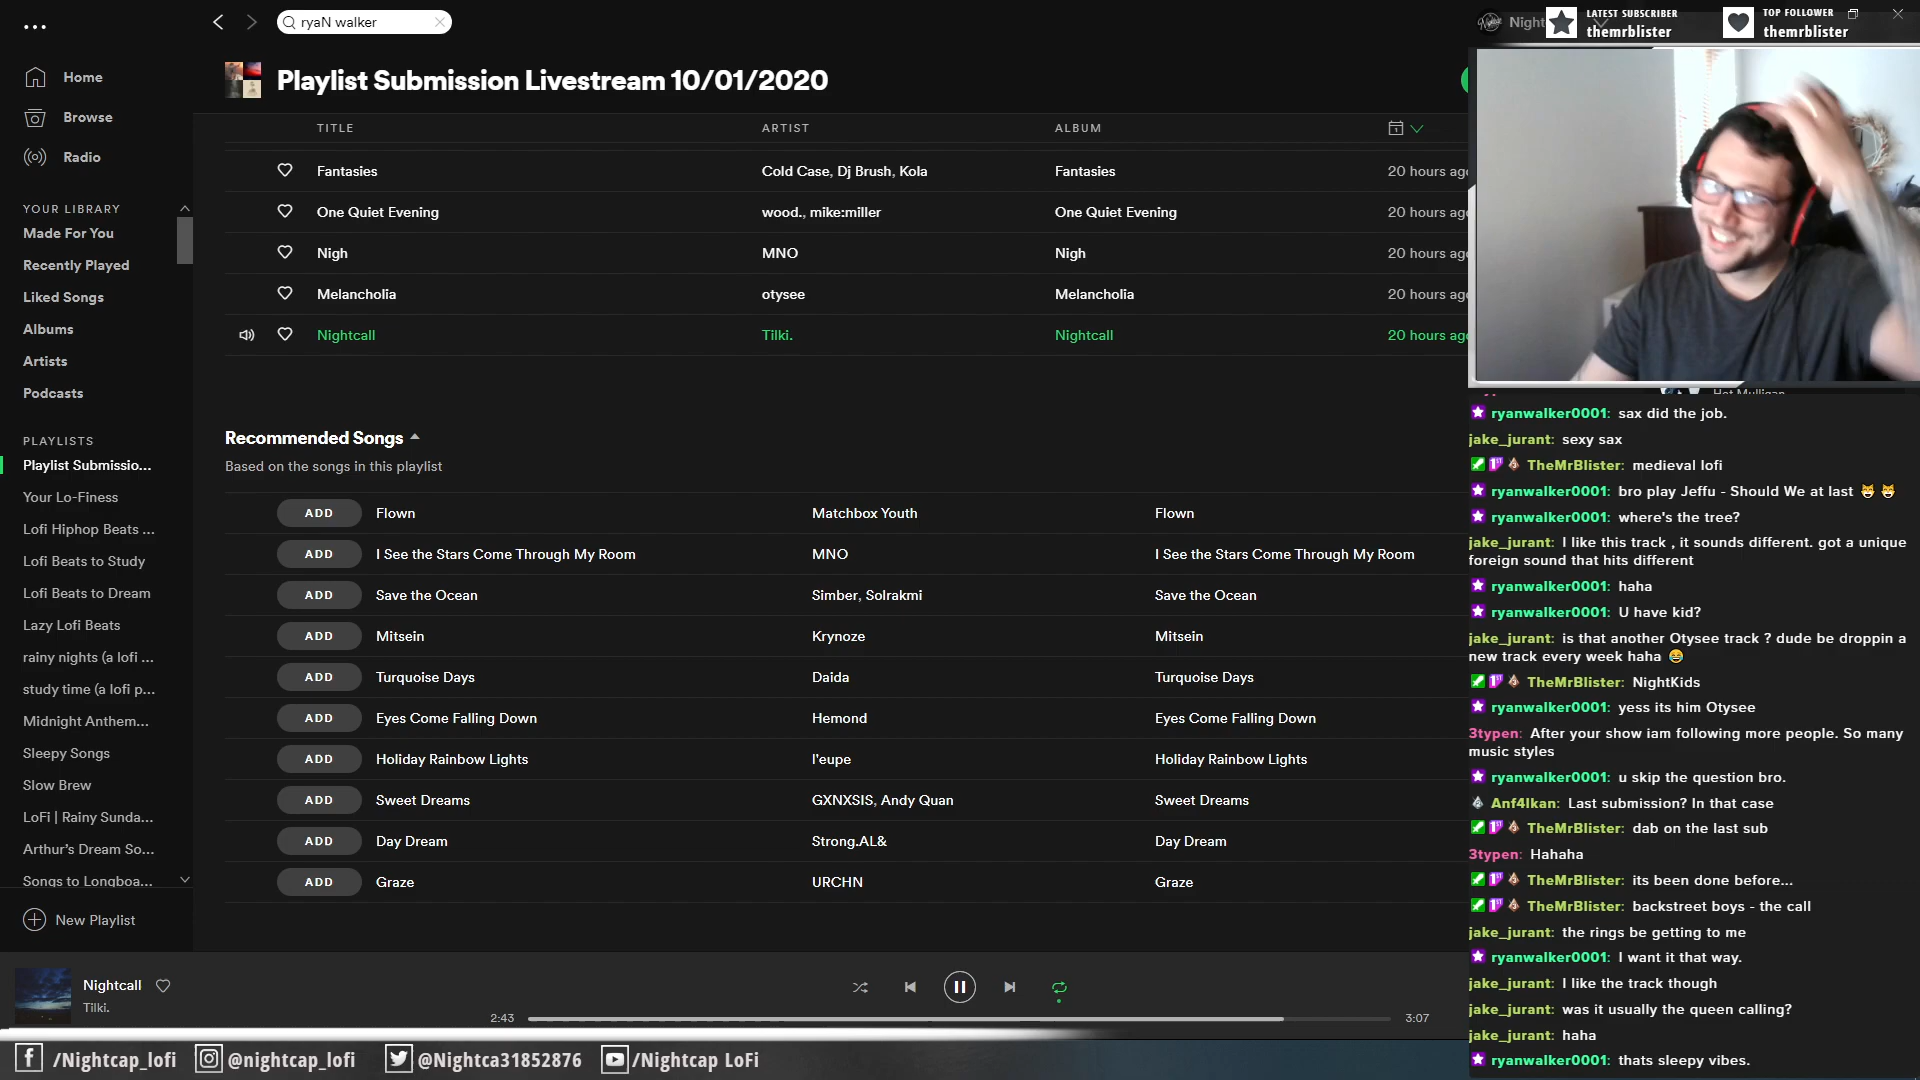 ryaN walker
Home
Browse
Radio
YOUR LIBRARY
Made For You
Recently Played
Liked Songs
Albums
Artists
Podcasts
PLAYLISTS
Playlist Submissio...
Your Lo-Finess
Lofi Hiphop Beats ...
Lofi Beats to Study
Lofi Beats to Dream
Lazy Lofi Beats
rainy nights (a lofi ...
study time (a lofi p...
Midnight Anthem...
Sleepy Songs
Slow Brew
LoFi | Rainy Sunda...
Arthur's Dream So...
Songs to Longboa...
New Playlist
Playlist Submission Livestream 10/01/2020
TITLE ARTIST ALBUM
Fantasies Cold Case, Dj Brush, Kola Fantasies 20 hours ago
One Quiet Evening wood., mike:miller One Quiet Evening 20 hours ago
Nigh MNO Nigh 20 hours ago
Melancholia otysee Melancholia 20 hours ago
Nightcall Tilki. Nightcall 20 hours ago
Recommended Songs
Based on the songs in this playlist
ADD Flown Matchbox Youth Flown
ADD I See the Stars Come Through My Room MNO I See the Stars Come Through My Room
ADD Save the Ocean Simber, Solrakmi Save the Ocean
ADD Mitsein Krynoze Mitsein
ADD Turquoise Days Daida Turquoise Days
ADD Eyes Come Falling Down Hemond Eyes Come Falling Down
ADD Holiday Rainbow Lights l'eupe Holiday Rainbow Lights
ADD Sweet Dreams GXNXSIS, Andy Quan Sweet Dreams
ADD Day Dream Strong.AL& Day Dream
ADD Graze URCHN Graze
Night
LATEST SUBSCRIBER
themrblister
TOP FOLLOWER
themrblister
Hot Mulligan
ryanwalker0001: sax did the job.
jake_jurant: sexy sax
TheMrBlister: medieval lofi
ryanwalker0001: bro play Jeffu - Should We at last 😸 😸
ryanwalker0001: where's the tree?
jake_jurant: I like this track , it sounds different. got a unique
foreign sound that hits different
ryanwalker0001: haha
ryanwalker0001: U have kid?
jake_jurant: is that another Otysee track ? dude be droppin a
new track every week haha 😂
TheMrBlister: NightKids
ryanwalker0001: yess its him Otysee
3typen: After your show iam following more people. So many
music styles
ryanwalker0001: u skip the question bro.
Anf4lkan: Last submission? In that case
TheMrBlister: dab on the last sub
3typen: Hahaha
TheMrBlister: its been done before...
TheMrBlister: backstreet boys - the call
jake_jurant: the rings be getting to me
ryanwalker0001: I want it that way.
jake_jurant: I like the track though
jake_jurant: was it usually the queen calling?
jake_jurant: haha
ryanwalker0001: thats sleepy vibes.
Nightcall
Tilki.
2:43 3:07
/Nightcap_lofi @nightcap_lofi @Nightca31852876 /Nightcap LoFi